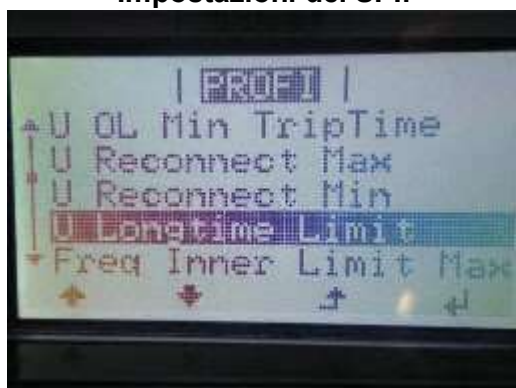 Impostazioni del SPI:
PROFI
U OL Min TripTime
U Reconnect Max
U Reconnect Min
U Longtime Limit
Freq Inner Limit Max